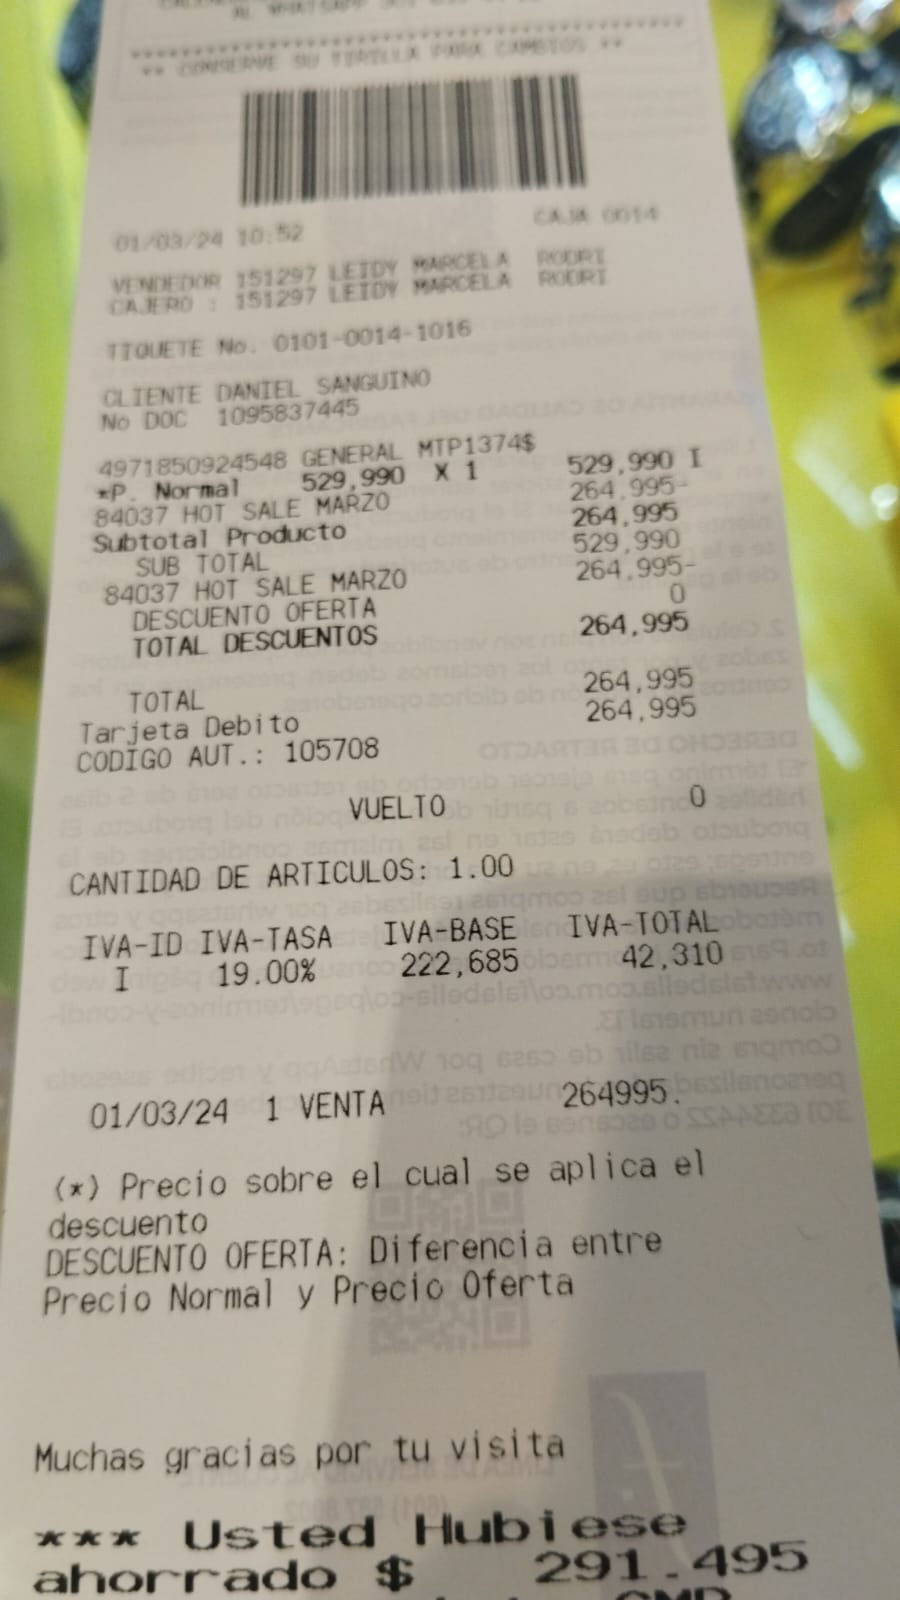 AL WHATSAPP 301
** CONSERVE SU TIRILLA PARA CAMBIOS **
01/03/24 10:52 CAJA 0014
VENDEDOR 151297 LEIDY MARCELA RODRI
CAJERO : 151297 LEIDY MARCELA RODRI
TIQUETE No. 0101-0014-1016
CLIENTE DANIEL SANGUINO
No DOC 1095837445
4971850924548 GENERAL MTP1374$
*P. Normal 529,990 X 1 529,990 I
84037 HOT SALE MARZO 264,995-
Subtotal Producto 264,995
SUB TOTAL 529,990
84037 HOT SALE MARZO 264,995-
DESCUENTO OFERTA 0
TOTAL DESCUENTOS 264,995
TOTAL 264,995
Tarjeta Debito 264,995
CODIGO AUT.: 105708
VUELTO 0
CANTIDAD DE ARTICULOS: 1.00
IVA-ID IVA-TASA IVA-BASE IVA-TOTAL
I 19.00% 222,685 42,310
01/03/24 1 VENTA 264995.
(*) Precio sobre el cual se aplica el
descuento
DESCUENTO OFERTA: Diferencia entre
Precio Normal y Precio Oferta
Muchas gracias por tu visita
*** Usted Hubiese
ahorrado $ 291.495
CMR